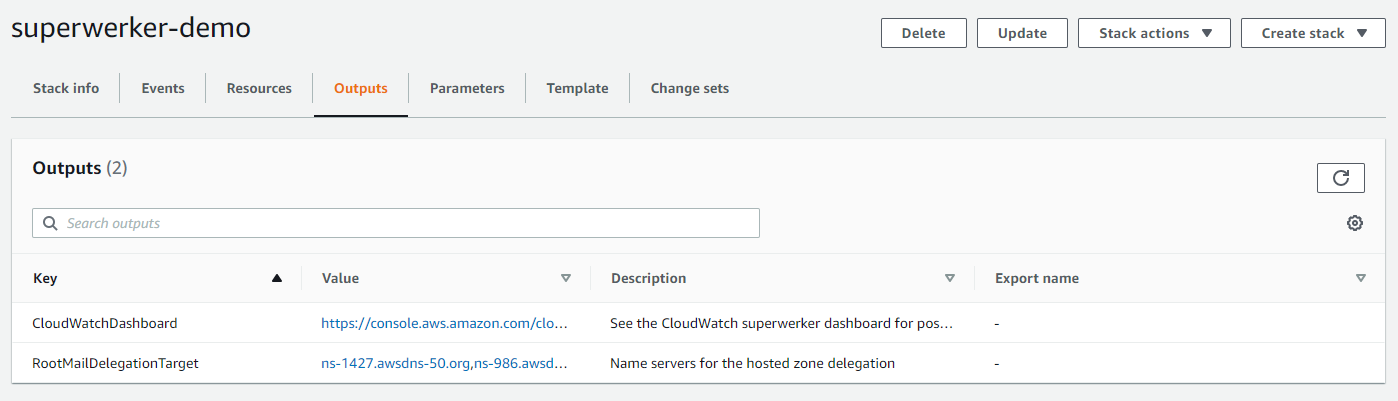 superwerker-demo
Delete
Update
Stack actions
Create stack
Stack info
Events
Resources
Outputs
Parameters
Template
Change sets
Outputs (2)
Search outputs
Key Value Description Export name
CloudWatchDashboard https://console.aws.amazon.com/clo... See the CloudWatch superwerker dashboard for pos... -
RootMailDelegationTarget ns-1427.awsdns-50.org,ns-986.awsd... Name servers for the hosted zone delegation -